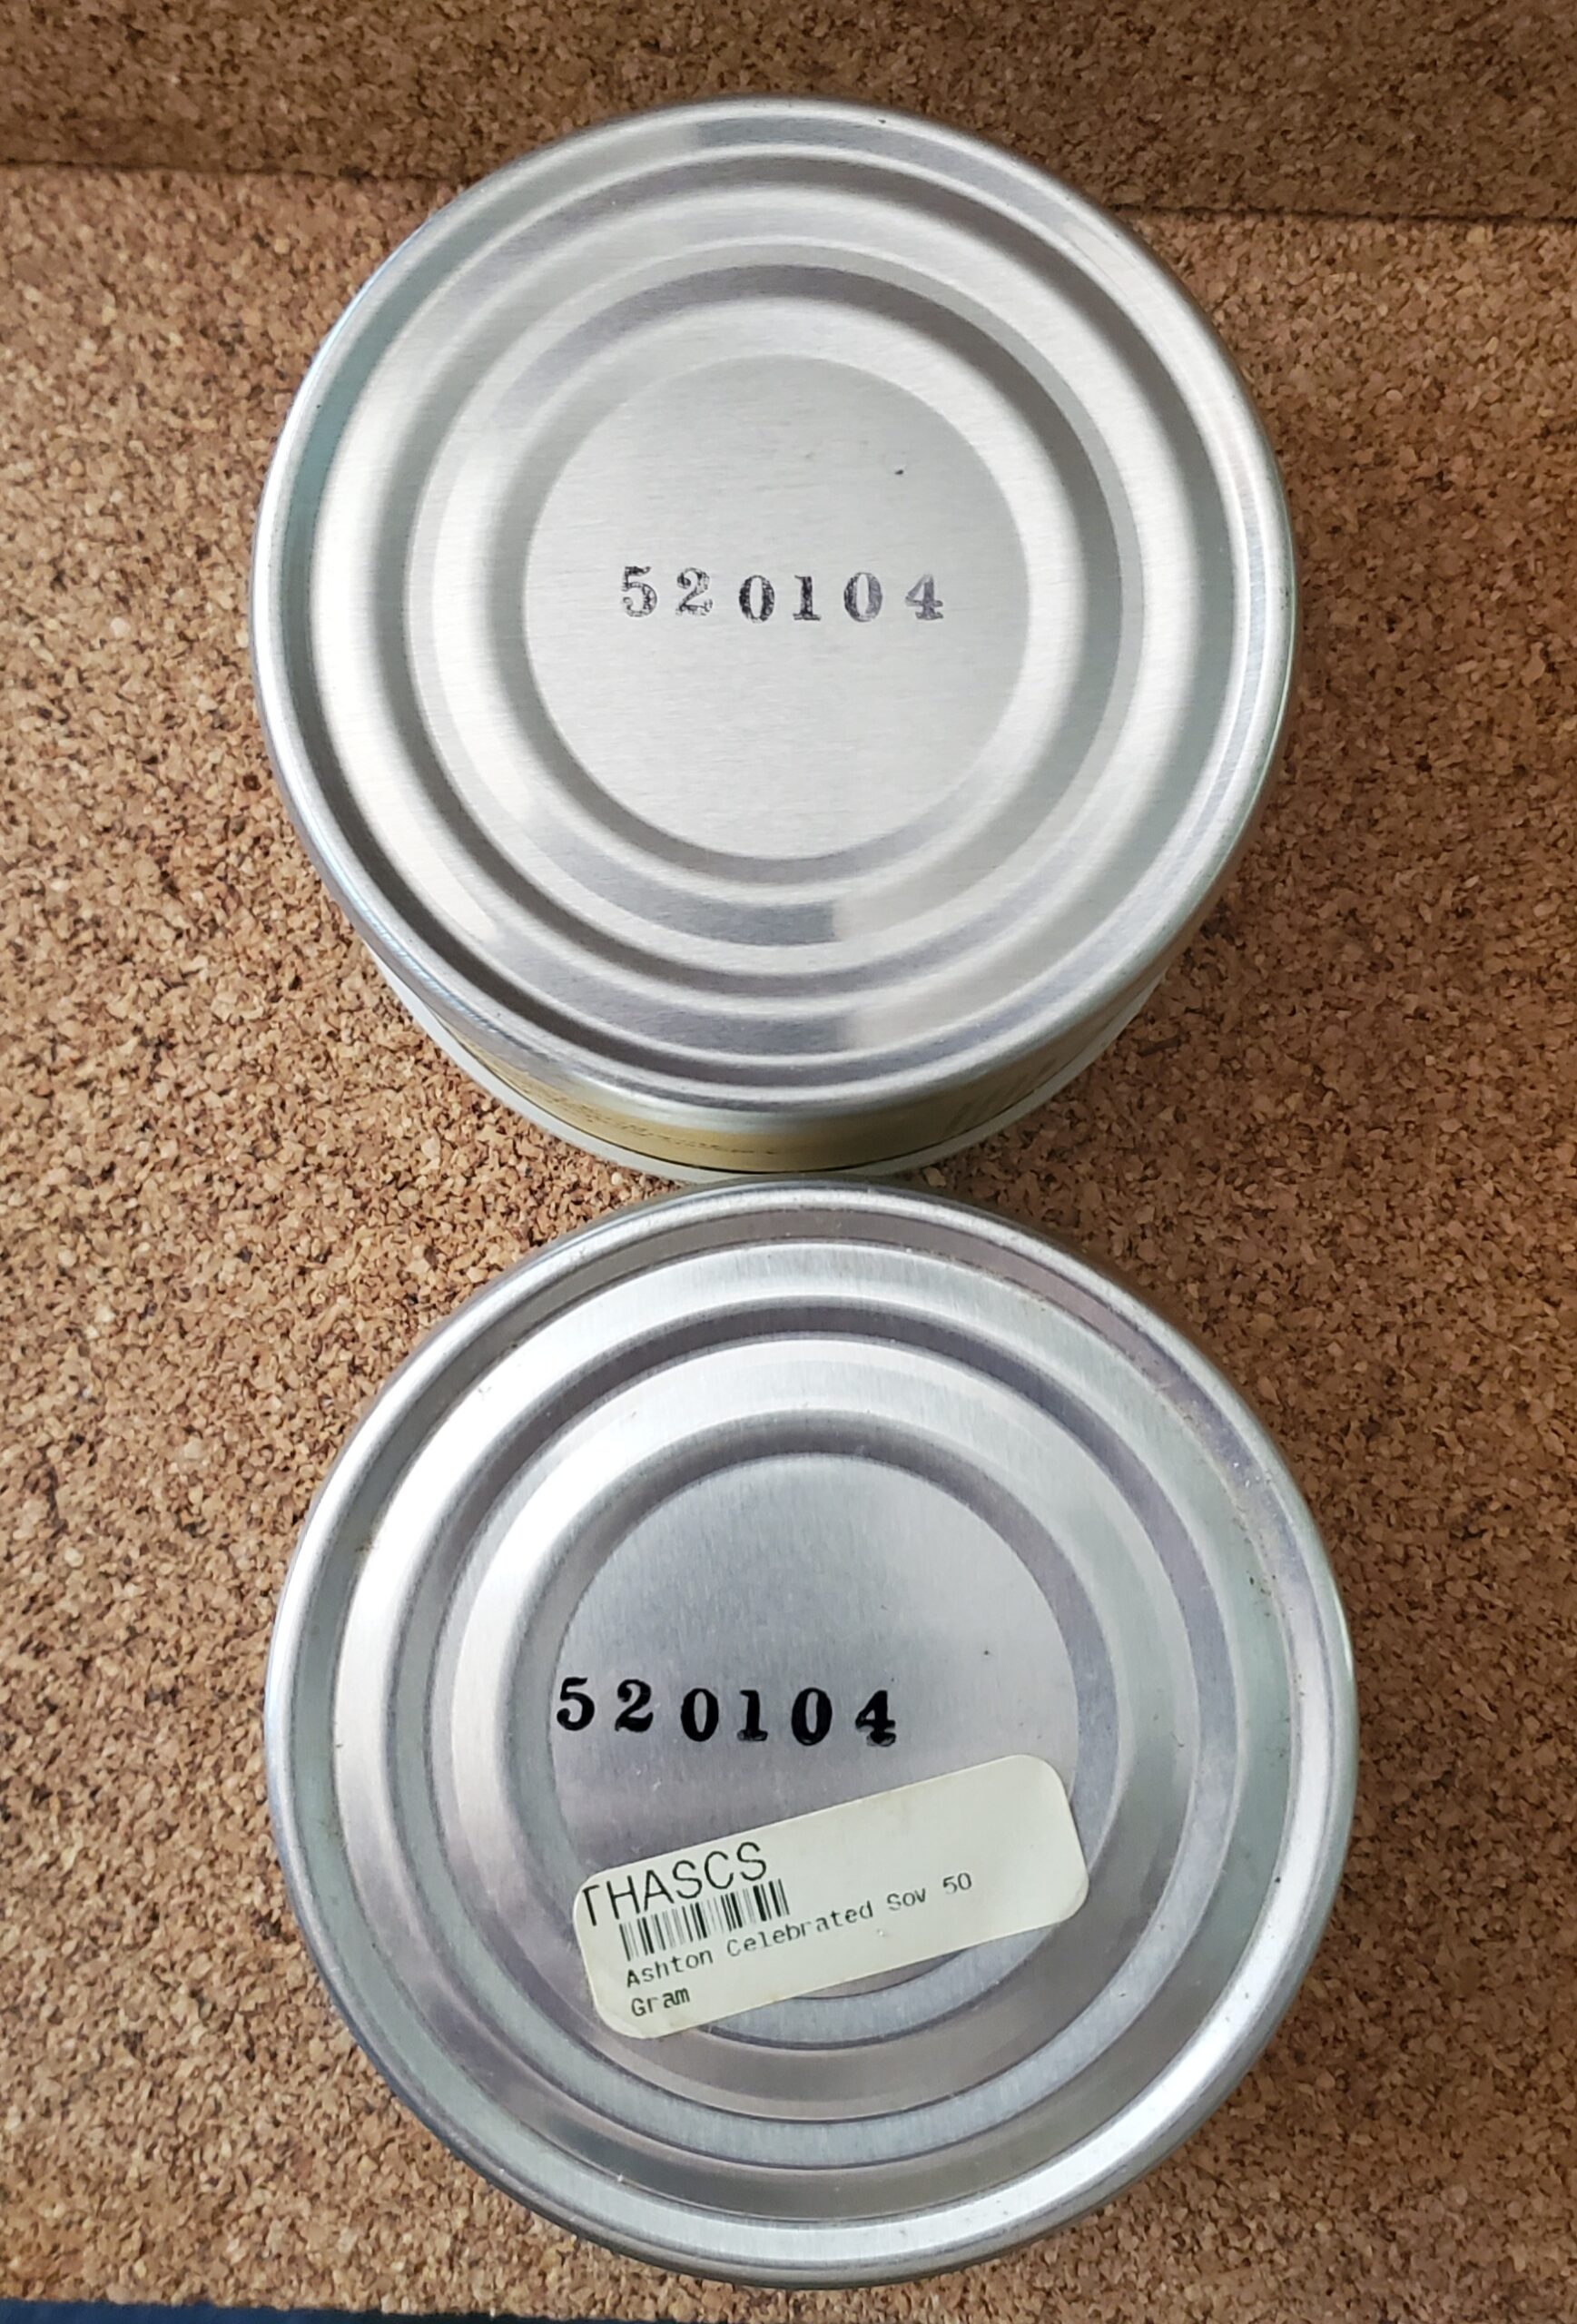 520104
520104
THASCS
Ashton Celebrated Sov 50
Gram